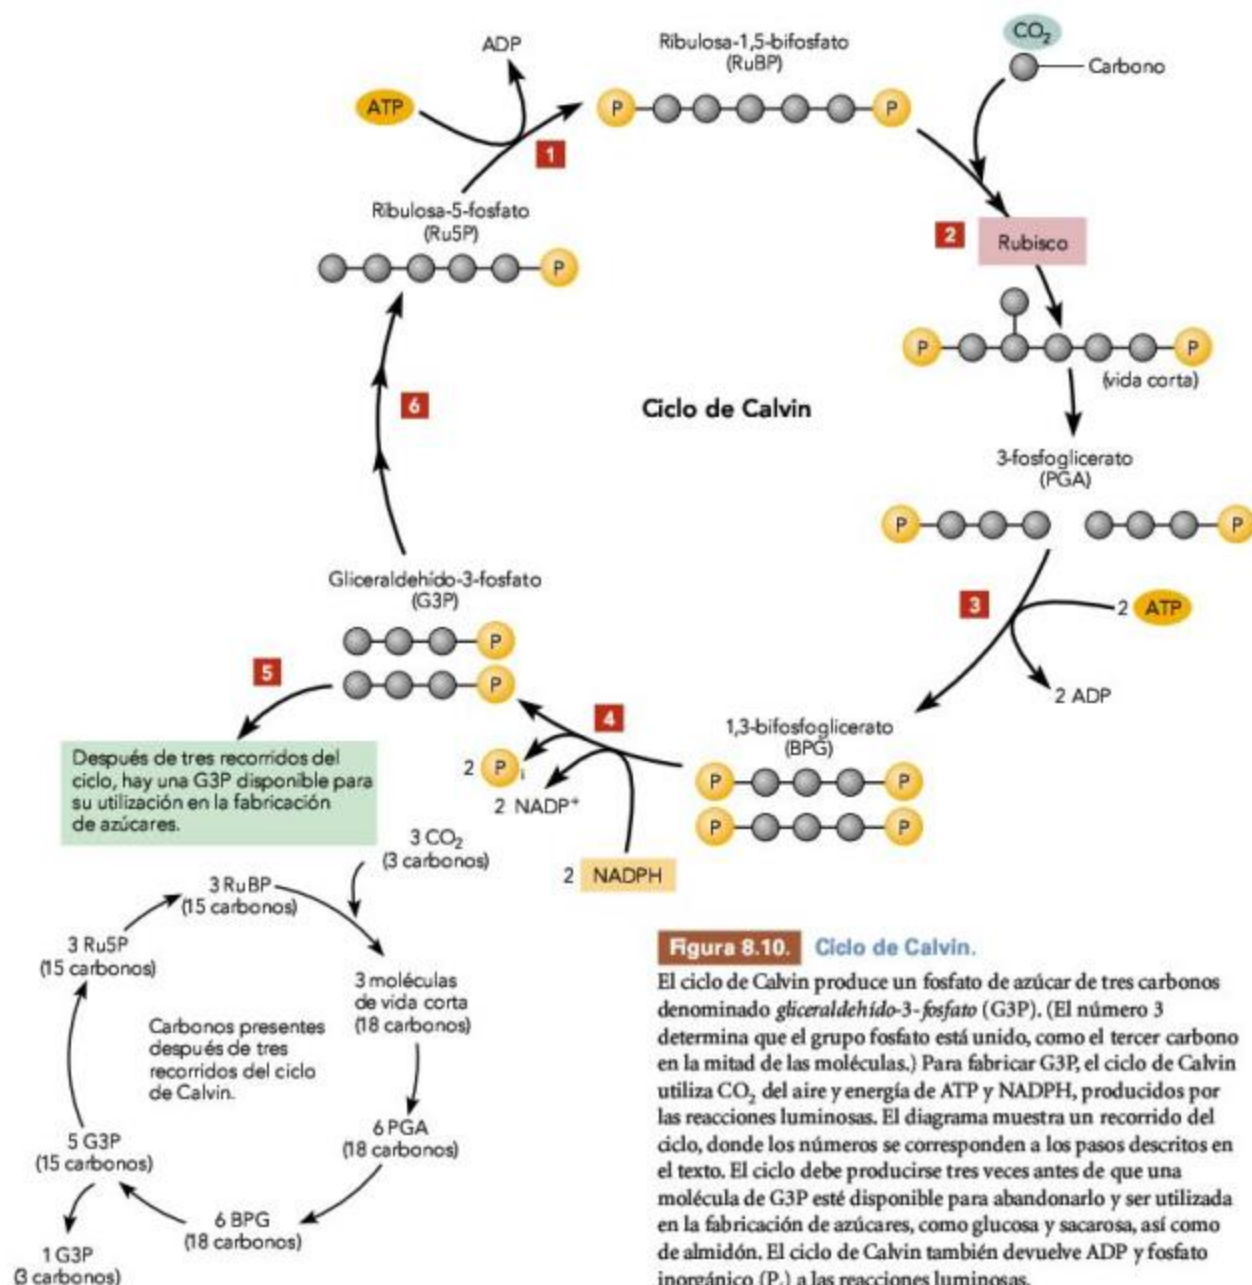 ADP
ATP
1
Ribulosa-1,5-bifosfato
(RuBP)
P
P
CO₂
Carbono
2
Rubisco
P
P
(vida corta)
3-fosfoglicerato
(PGA)
P
P
3
2 ATP
2 ADP
1,3-bifosfoglicerato
(BPG)
P
P
P
P
4
2 Pi
2 NADP+
2 NADPH
Gliceraldehído-3-fosfato
(G3P)
P
P
5
Después de tres recorridos del
ciclo, hay una G3P disponible para
su utilización en la fabricación
de azúcares.
6
Ribulosa-5-fosfato
(Ru5P)
P
Ciclo de Calvin
3 CO₂
(3 carbonos)
3 RuBP
(15 carbonos)
3 Ru5P
(15 carbonos)
3 moléculas
de vida corta
(18 carbonos)
Carbonos presentes
después de tres
recorridos del ciclo
de Calvin.
6 PGA
(18 carbonos)
5 G3P
(15 carbonos)
6 BPG
(18 carbonos)
1 G3P
(3 carbonos)
Figura 8.10. Ciclo de Calvin.
El ciclo de Calvin produce un fosfato de azúcar de tres carbonos
denominado gliceraldehído-3-fosfato (G3P). (El número 3
determina que el grupo fosfato está unido, como el tercer carbono
en la mitad de las moléculas.) Para fabricar G3P, el ciclo de Calvin
utiliza CO₂ del aire y energía de ATP y NADPH, producidos por
las reacciones luminosas. El diagrama muestra un recorrido del
ciclo, donde los números se corresponden a los pasos descritos en
el texto. El ciclo debe producirse tres veces antes de que una
molécula de G3P esté disponible para abandonarlo y ser utilizada
en la fabricación de azúcares, como glucosa y sacarosa, así como
de almidón. El ciclo de Calvin también devuelve ADP y fosfato
inorgánico (Pi) a las reacciones luminosas.